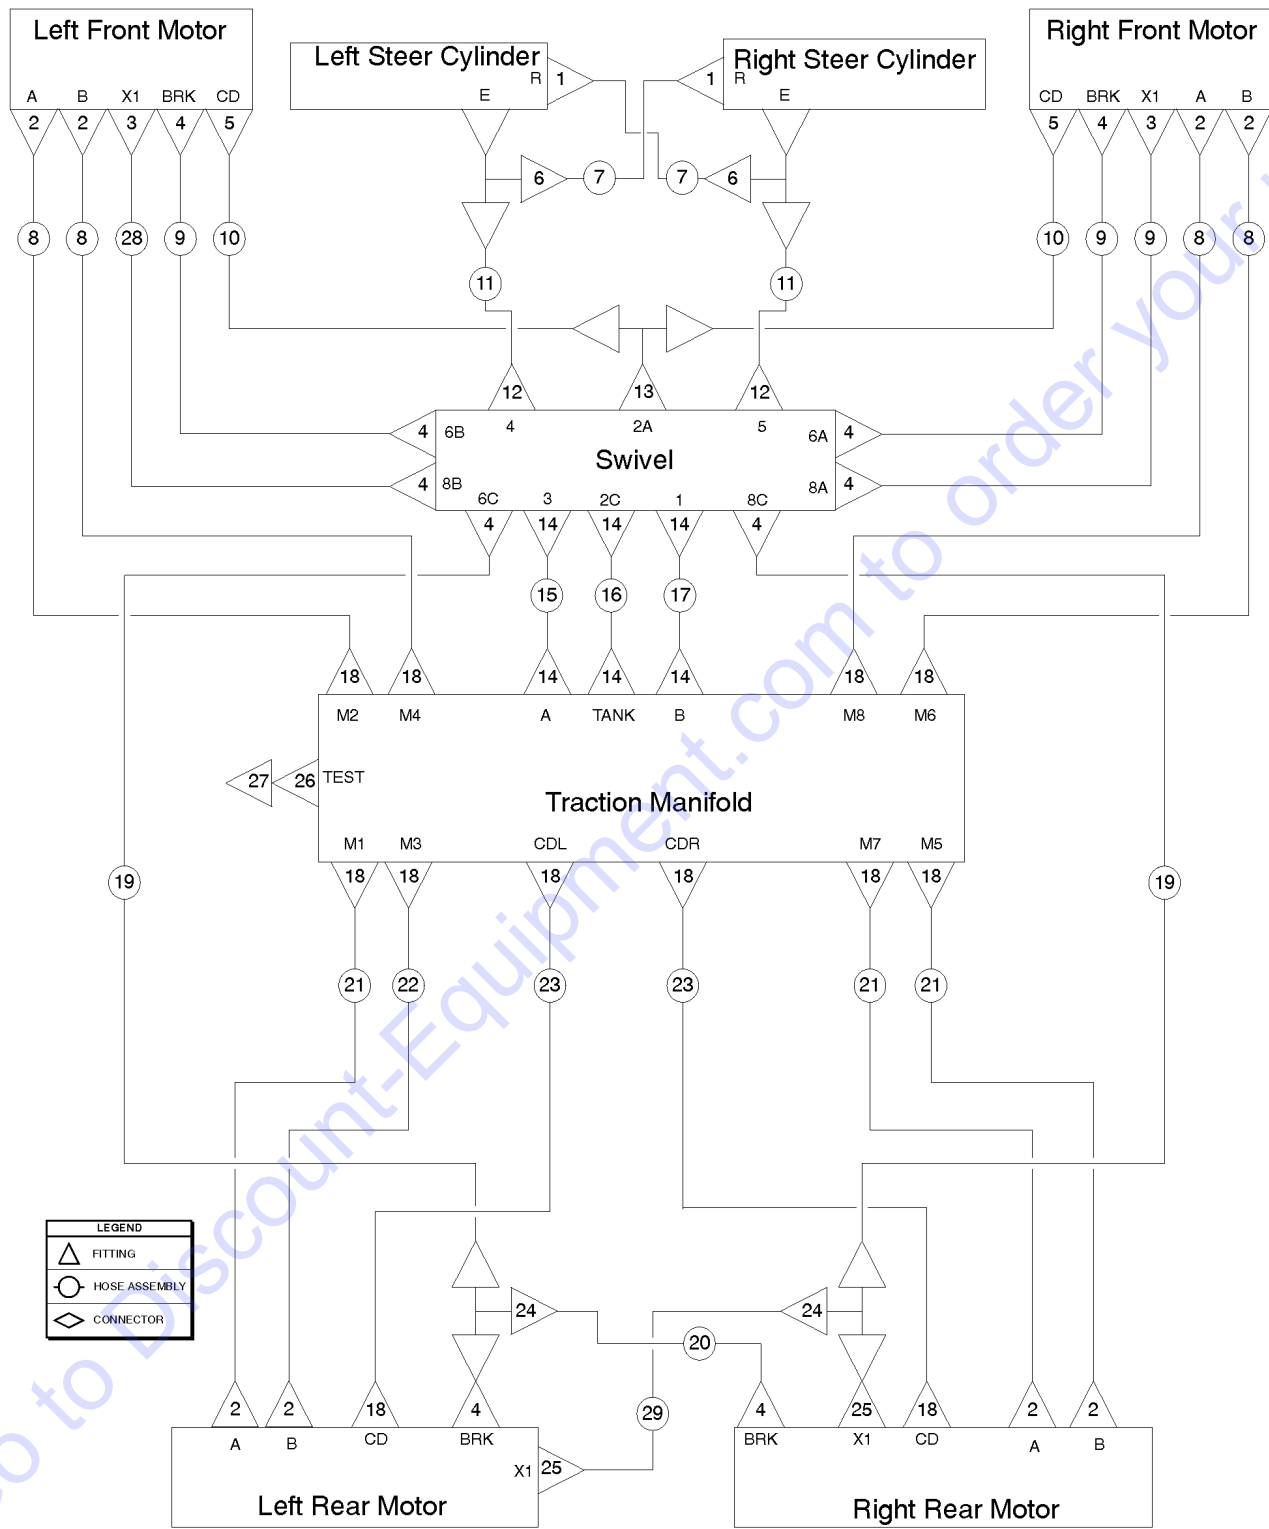 Left Front Motor
Left Steer Cylinder
Right Steer Cylinder
Right Front Motor
R 1
1 R
A B X1 BRK CD
E
E
CD BRK X1 A B
2 2 3 4 5
5 4 3 2 2
6 7
7 6
8 8 28 9 10
10 9 9 8 8
11
11
12 13 12
4 2A 5
4 6B
6A 4
Swivel
4 8B
8A 4
6C 3 2C 1 8C
4 14 14 14 4
15 16 17
18 18 14 14 14 18 18
M2 M4 A TANK B M8 M6
27 26 TEST
Traction Manifold
M1 M3 CDL CDR M7 M5
18 18 18 18 18 18
19
19
21 22 23 23 21 21
LEGEND
FITTING
HOSE ASSEMBLY
CONNECTOR
24
24
20
29
2 2 18 4
4 25 18 2 2
A B CD BRK
BRK X1 CD A B
X1 25
Left Rear Motor
Right Rear Motor
to Discount-Equipment.com to order your